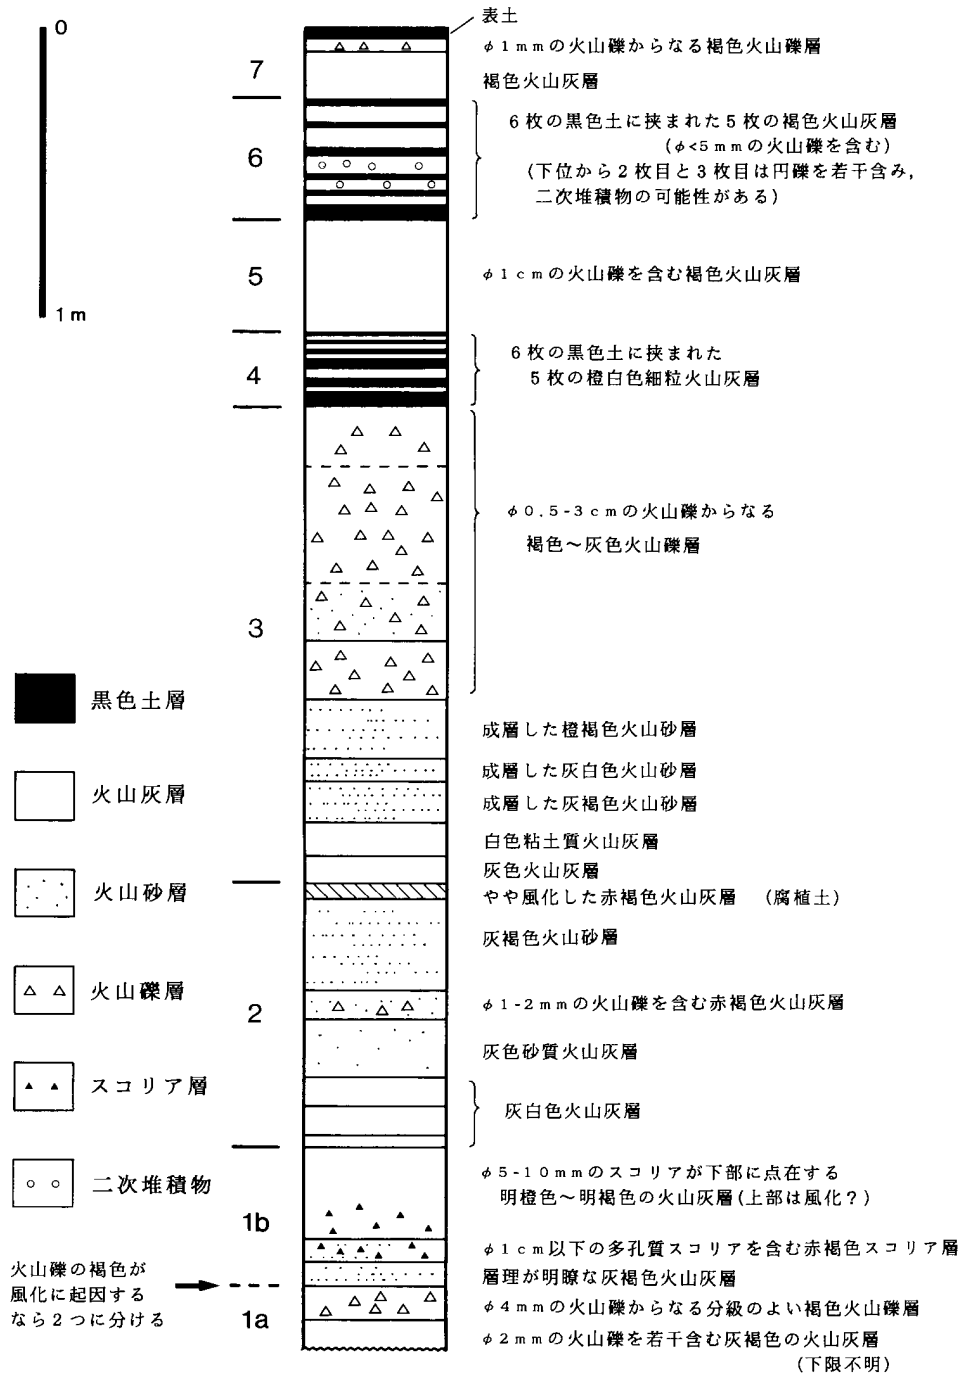 0
1m
表土
φ1mmの火山礫からなる褐色火山礫層
7
褐色火山灰層
6
6枚の黒色土に挟まれた5枚の褐色火山灰層
(φ<5mmの火山礫を含む)
(下位から2枚目と3枚目は円礫を若干含み,
二次堆積物の可能性がある)
5
φ1cmの火山礫を含む褐色火山灰層
4
6枚の黒色土に挟まれた
5枚の橙白色細粒火山灰層
3
φ0.5-3cmの火山礫からなる
褐色〜灰色火山礫層
成層した橙褐色火山砂層
成層した灰白色火山砂層
成層した灰褐色火山砂層
白色粘土質火山灰層
灰色火山灰層
やや風化した赤褐色火山灰層 (腐植土)
2
灰褐色火山砂層
φ1-2mmの火山礫を含む赤褐色火山灰層
灰色砂質火山灰層
灰白色火山灰層
1b
φ5-10mmのスコリアが下部に点在する
明橙色〜明褐色の火山灰層(上部は風化?)
φ1cm以下の多孔質スコリアを含む赤褐色スコリア層
層理が明瞭な灰褐色火山灰層
1a
φ4mmの火山礫からなる分級のよい褐色火山礫層
φ2mmの火山礫を若干含む灰褐色の火山灰層
(下限不明)
黒色土層
火山灰層
火山砂層
火山礫層
スコリア層
二次堆積物
火山礫の褐色が
風化に起因する
なら2つに分ける